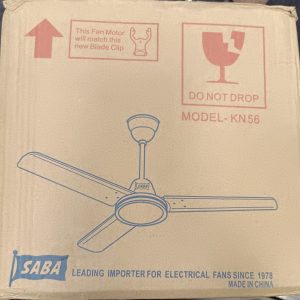 This Fan Motor
will match this
new Blade Clip
DO NOT DROP
MODEL- KN56
SABA
SABA
LEADING IMPORTER FOR ELECTRICAL FANS SINCE 1978
MADE IN CHINA